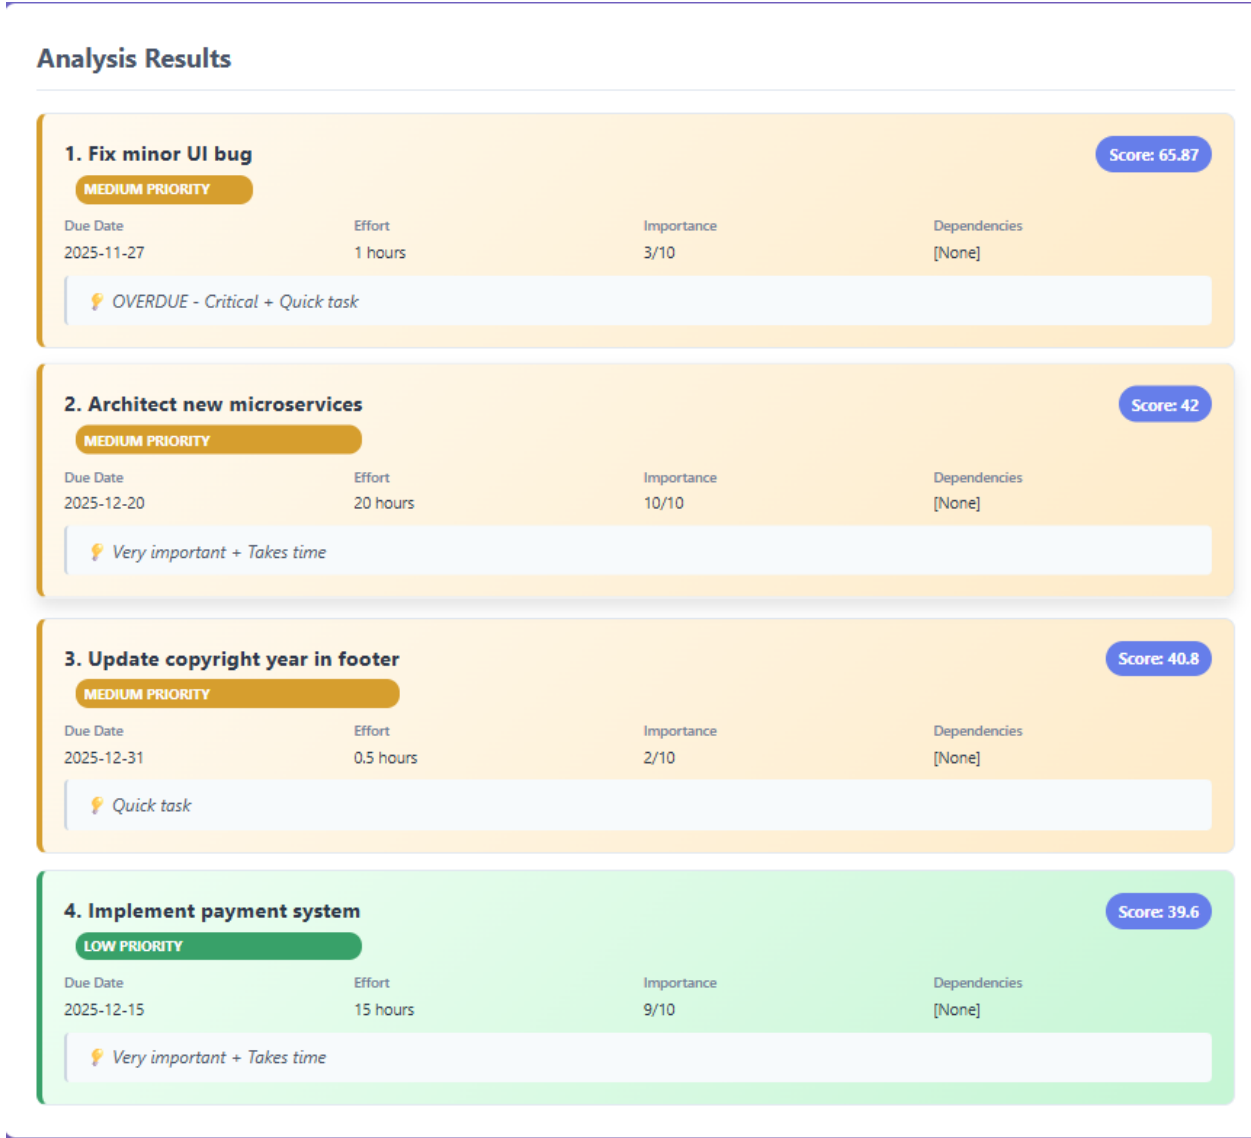 Analysis Results
1. Fix minor UI bug
Score: 65.87
MEDIUM PRIORITY
Due Date Effort Importance Dependencies
2025-11-27 1 hours 3/10 [None]
OVERDUE - Critical + Quick task
2. Architect new microservices
Score: 42
MEDIUM PRIORITY
Due Date Effort Importance Dependencies
2025-12-20 20 hours 10/10 [None]
Very important + Takes time
3. Update copyright year in footer
Score: 40.8
MEDIUM PRIORITY
Due Date Effort Importance Dependencies
2025-12-31 0.5 hours 2/10 [None]
Quick task
4. Implement payment system
Score: 39.6
LOW PRIORITY
Due Date Effort Importance Dependencies
2025-12-15 15 hours 9/10 [None]
Very important + Takes time